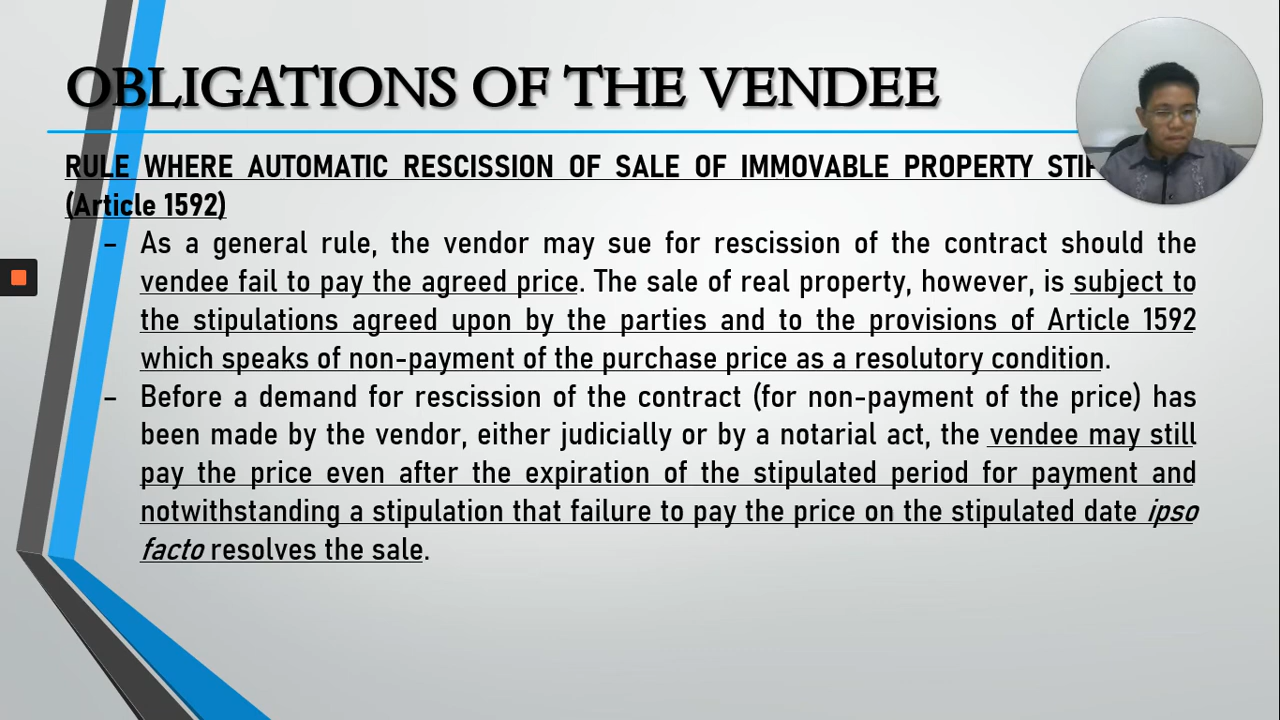 OBLIGATIONS OF THE VENDEE
RULE WHERE AUTOMATIC RESCISSION OF SALE OF IMMOVABLE PROPERTY
(Article 1592)
– As a general rule, the vendor may sue for rescission of the contract should the
vendee fail to pay the agreed price. The sale of real property, however, is subject to
the stipulations agreed upon by the parties and to the provisions of Article 1592
which speaks of non-payment of the purchase price as a resolutory condition.
– Before a demand for rescission of the contract (for non-payment of the price) has
been made by the vendor, either judicially or by a notarial act, the vendee may still
pay the price even after the expiration of the stipulated period for payment and
notwithstanding a stipulation that failure to pay the price on the stipulated date ipso
facto resolves the sale.